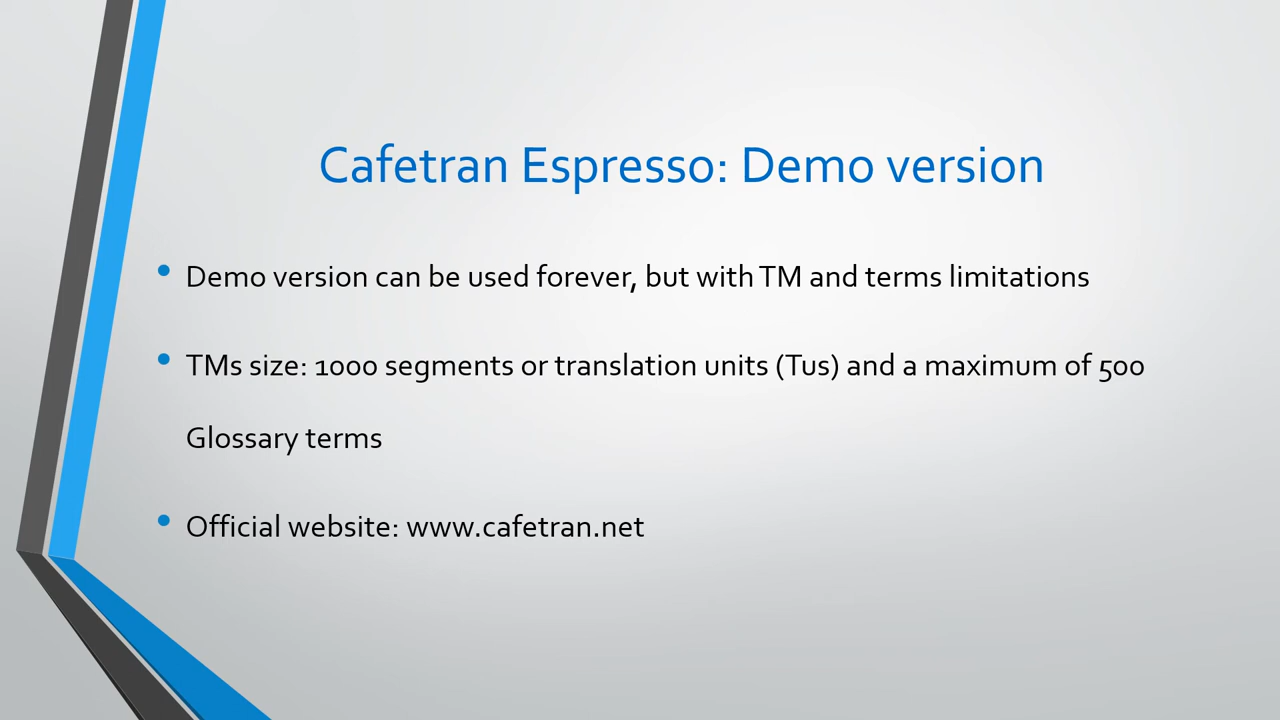 Cafetran Espresso: Demo version
• Demo version can be used forever, but with TM and terms limitations
• TMs size: 1000 segments or translation units (Tus) and a maximum of 500
Glossary terms
• Official website: www.cafetran.net